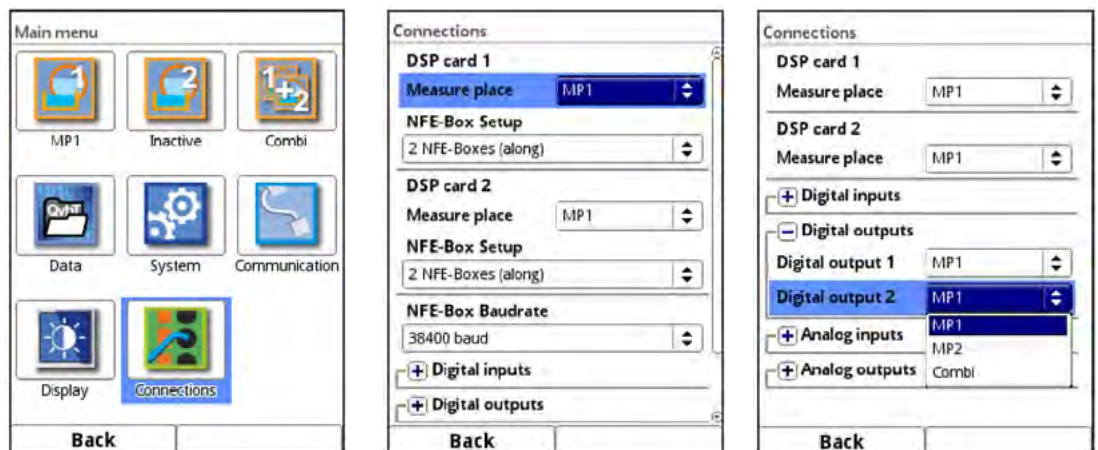 Main menu
1
2
1+2
MP1 Inactive Combi
Data System Communication
Display Connections
Back
Connections
DSP card 1
Measure place MP1
NFE-Box Setup
2 NFE-Boxes (along)
DSP card 2
Measure place MP1
NFE-Box Setup
2 NFE-Boxes (along)
NFE-Box Baudrate
38400 baud
+ Digital inputs
+ Digital outputs
Back
Connections
DSP card 1
Measure place MP1
DSP card 2
Measure place MP1
+ Digital inputs
− Digital outputs
Digital output 1 MP1
Digital output 2 MP1
MP1
MP2
Combi
+ Analog inputs
+ Analog outputs
Back